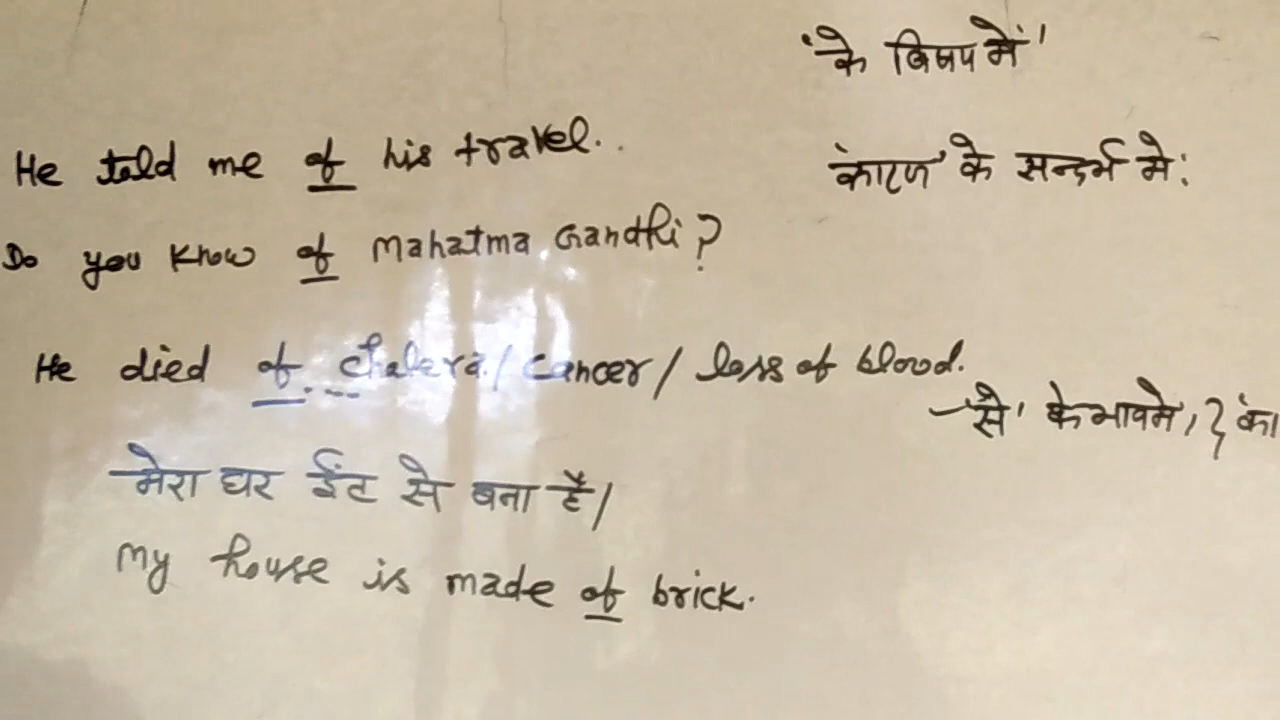 'के विषय में'
He told me of his travel..
'कारण' के सन्दर्भ मे:
Do you know of Mahatma Gandhi?
He died of cholera/cancer/loss of blood.
'से' के भाव मे, } 'का
मेरा घर ईंट से बना है/
My house is made of brick.